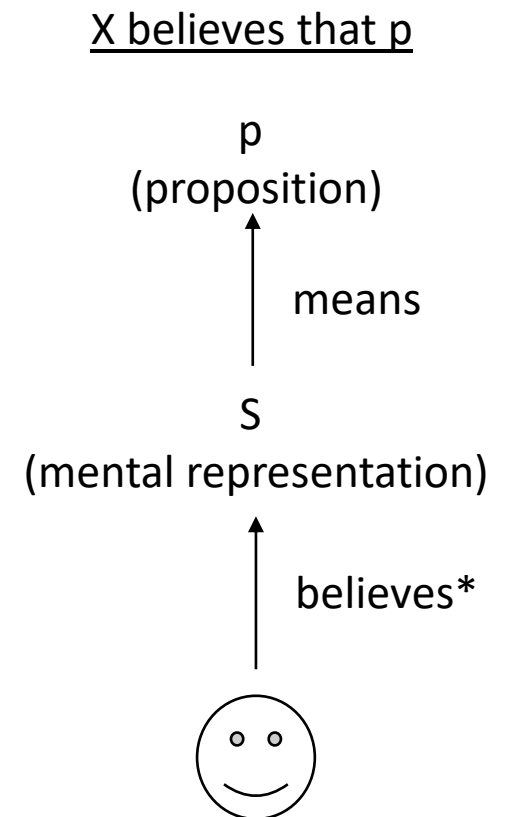 X believes that p
p
(proposition)
means
S
(mental representation)
believes*